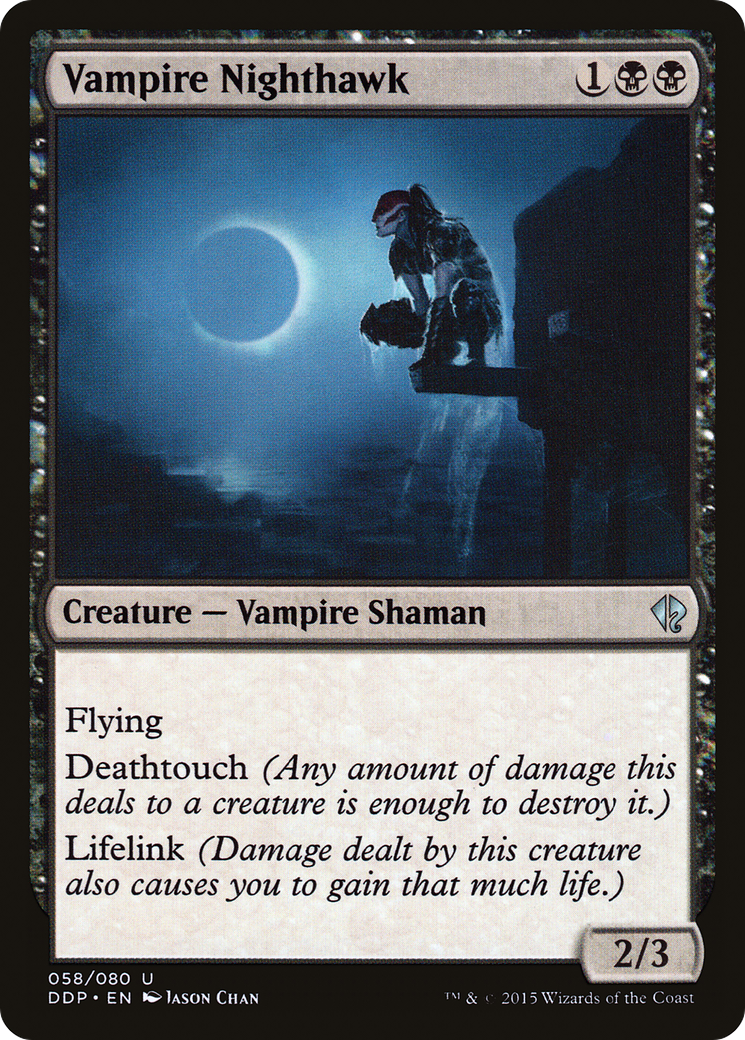 Vampire Nighthawk 1
Creature — Vampire Shaman
Flying
Deathtouch (Any amount of damage this
deals to a creature is enough to destroy it.)
Lifelink (Damage dealt by this creature
also causes you to gain that much life.)
2/3
058/080 U
DDP • EN Jason Chan
™ & © 2015 Wizards of the Coast